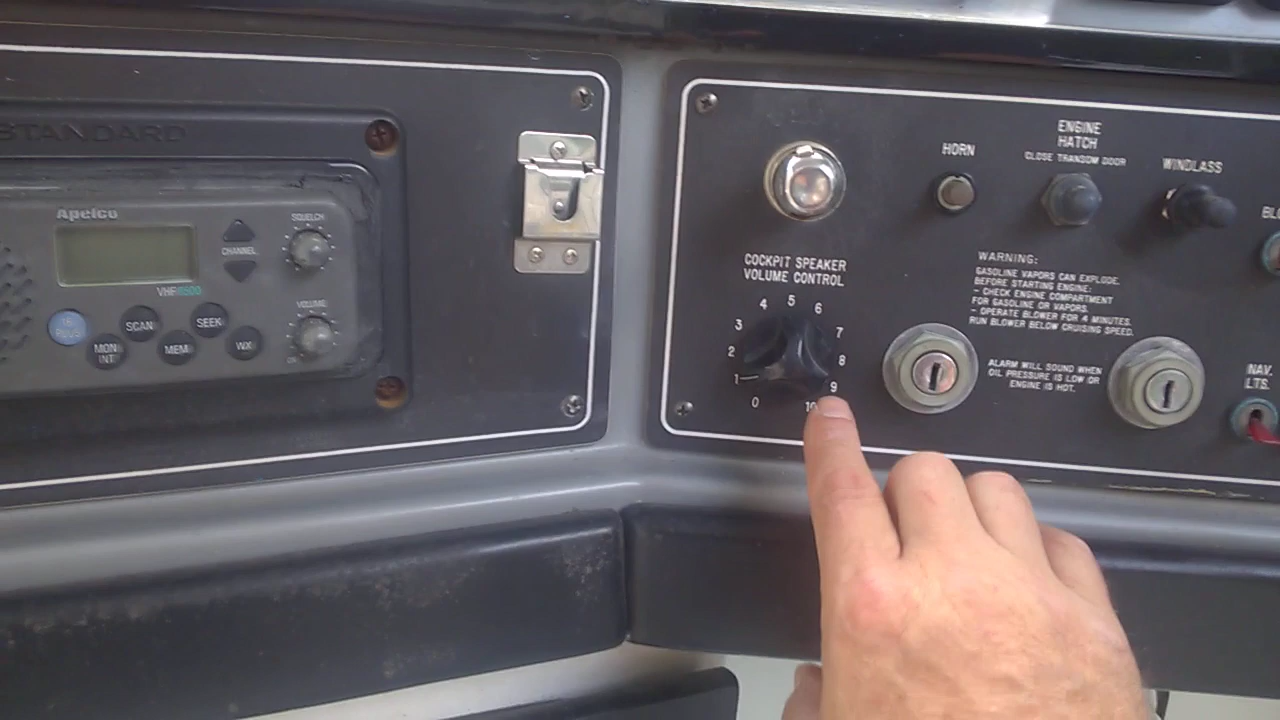 STANDARD
Apelco
SQUELCH
CHANNEL
VHF6500
VOLUME
16
PLUS
SCAN
SEEK
MON
INT
MEM
WX
COCKPIT SPEAKER
VOLUME CONTROL
0
1
2
3
4
5
6
7
8
9
10
HORN
ENGINE
HATCH
CLOSE TRANSOM DOOR
WINDLASS
WARNING:
GASOLINE VAPORS CAN EXPLODE.
BEFORE STARTING ENGINE:
- CHECK ENGINE COMPARTMENT
FOR GASOLINE OR VAPORS.
- OPERATE BLOWER FOR 4 MINUTES.
RUN BLOWER BELOW CRUISING SPEED.
ALARM WILL SOUND WHEN
OIL PRESSURE IS LOW OR
ENGINE IS HOT.
NAV.
LTS.